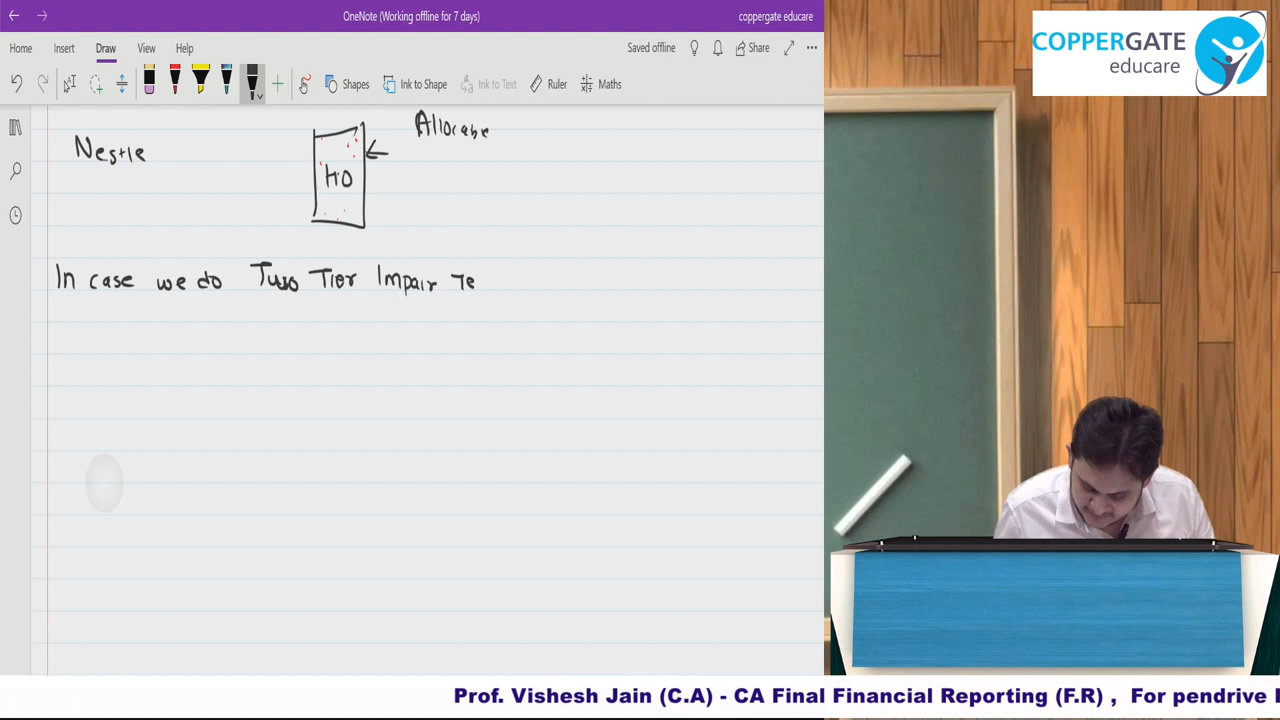 OneNote (Working offline for 7 days)
coppergate educare
Home Insert Draw View Help
Saved offline
Share
Shapes
Ink to Shape
Ink to Text
Ruler
Maths
COPPERGATE
educare
Allocabe
Nestle
HO
In case we do Two Tier Impair Te
Prof. Vishesh Jain (C.A) - CA Final Financial Reporting (F.R) , For pendrive